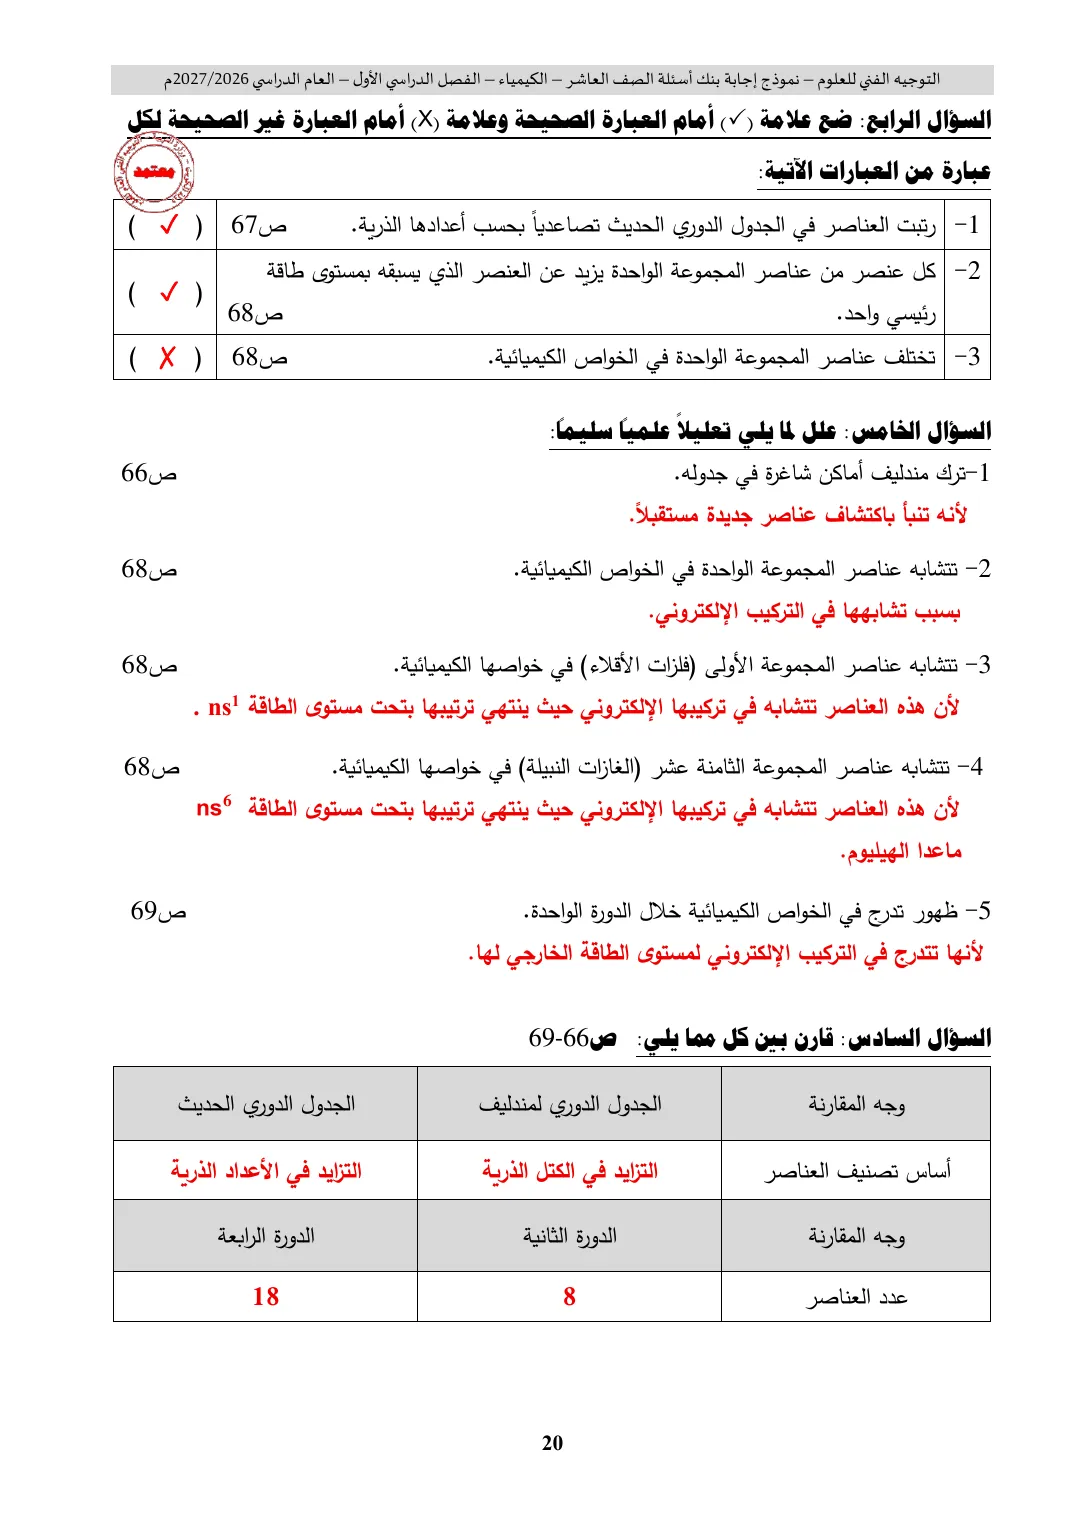 التوجيه الفني للعلوم – نموذج إجابة بنك أسئلة الصف العاشر – الكيمياء – الفصل الدراسي الأول – العام الدراسي 2027/2026م
السؤال الرابع: ضع علامة (✓) أمام العبارة الصحيحة وعلامة (X) أمام العبارة غير الصحيحة لكل
عبارة من العبارات الآتية:
معتمد
1- رتبت العناصر في الجدول الدوري الحديث تصاعدياً بحسب أعدادها الذرية. ص67 ( ✓ )
2- كل عنصر من عناصر المجموعة الواحدة يزيد عن العنصر الذي يسبقه بمستوى طاقة
رئيسي واحد. ص68 ( ✓ )
3- تختلف عناصر المجموعة الواحدة في الخواص الكيميائية. ص68 ( ✗ )
السؤال الخامس: علل لما يلي تعليلاً علمياً سليماً:
1-ترك مندليف أماكن شاغرة في جدوله. ص66
لأنه تنبأ باكتشاف عناصر جديدة مستقبلاً.
2- تتشابه عناصر المجموعة الواحدة في الخواص الكيميائية. ص68
بسبب تشابهها في التركيب الإلكتروني.
3- تتشابه عناصر المجموعة الأولى (فلزات الأقلاء) في خواصها الكيميائية. ص68
لأن هذه العناصر تتشابه في تركيبها الإلكتروني حيث ينتهي ترتيبها بتحت مستوى الطاقة ns¹ .
4- تتشابه عناصر المجموعة الثامنة عشر (الغازات النبيلة) في خواصها الكيميائية. ص68
لأن هذه العناصر تتشابه في تركيبها الإلكتروني حيث ينتهي ترتيبها بتحت مستوى الطاقة ns⁶
ماعدا الهيليوم.
5- ظهور تدرج في الخواص الكيميائية خلال الدورة الواحدة. ص69
لأنها تتدرج في التركيب الإلكتروني لمستوى الطاقة الخارجي لها.
السؤال السادس: قارن بين كل مما يلي: ص66-69
وجه المقارنة الجدول الدوري لمندليف الجدول الدوري الحديث
أساس تصنيف العناصر التزايد في الكتل الذرية التزايد في الأعداد الذرية
وجه المقارنة الدورة الثانية الدورة الرابعة
عدد العناصر 8 18
20